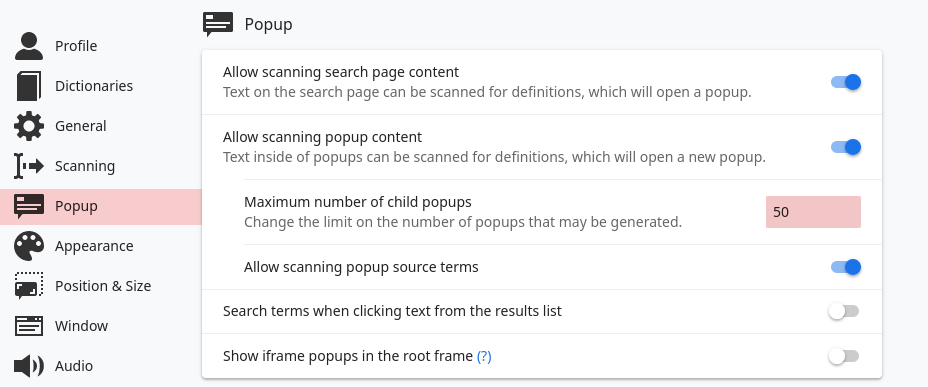 Profile
Dictionaries
General
Scanning
Popup
Appearance
Position & Size
Window
Audio
Popup
Allow scanning search page content
Text on the search page can be scanned for definitions, which will open a popup.
Allow scanning popup content
Text inside of popups can be scanned for definitions, which will open a new popup.
Maximum number of child popups
Change the limit on the number of popups that may be generated.
50
Allow scanning popup source terms
Search terms when clicking text from the results list
Show iframe popups in the root frame (?)